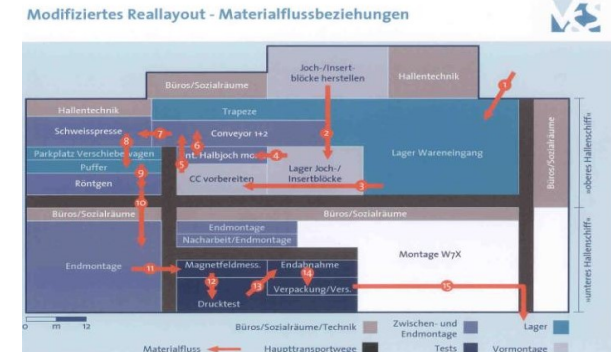 Modifiziertes Reallayout - Materialflussbeziehungen
Joch-/Insert-
blöcke herstellen
Hallentechnik
Büros/Sozialräume
1
Hallentechnik
Trapeze
Schweisspresse
7
Conveyor 1+2
2
Lager Wareneingang
8
6
Parkplatz Verschiebewagen
nt. Halbjoch mo
4
Lager Joch-/
Insertblöcke
Puffer
9
5
CC vorbereiten
3
Röntgen
Büros/Sozialräume
»oberes Hallenschiff«
10
Büros/Sozialräume
Büros/Sozialräume
Endmontage
Nacharbeit/Endmontage
Montage W7X
Endmontage
11
Magnetfeldmess.
Endabnahme
12
13
14
Verpackung/Vers.
15
Drucktest
»unteres Hallenschiff«
0 m 12
Büros/Sozialräume/Technik
Zwischen- und
Endmontage
Lager
Materialfluss
Haupttransportwege
Tests
Vormontage